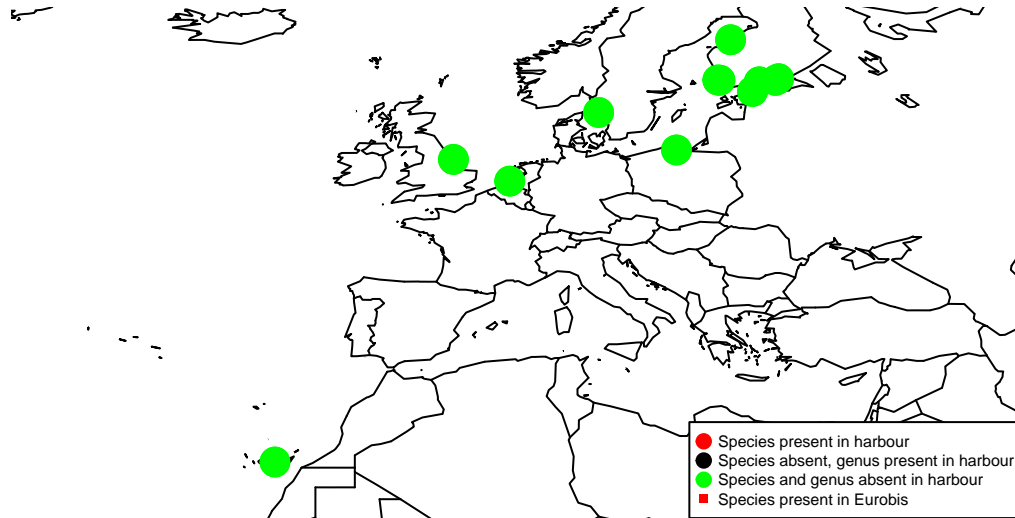 Species present in harbour
Species absent, genus present in harbour
Species and genus absent in harbour
Species present in Eurobis